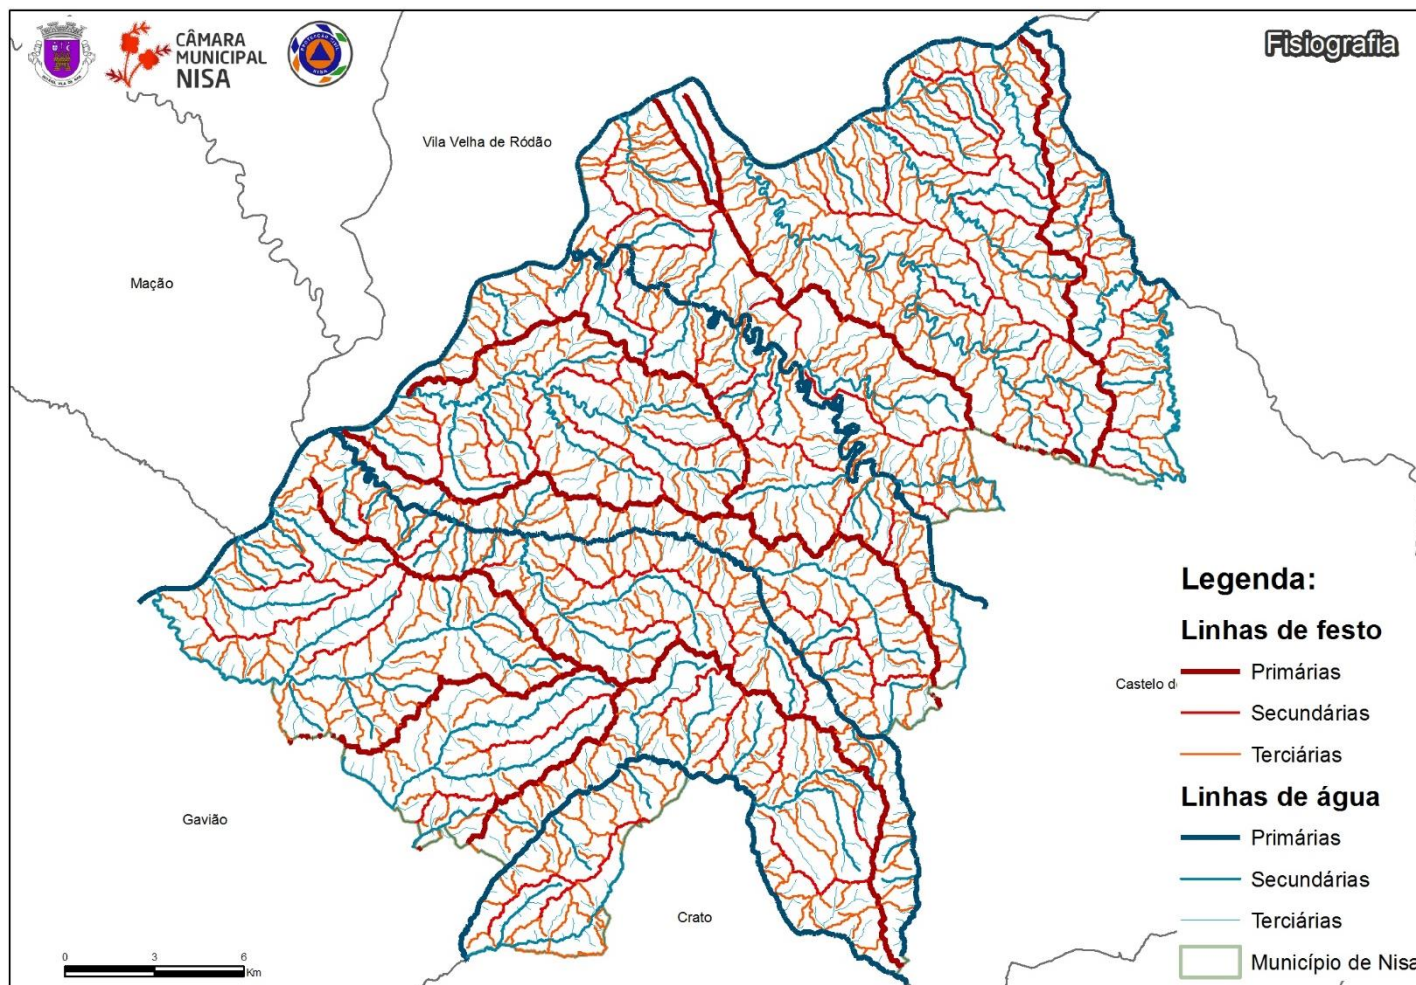 CÂMARA
MUNICIPAL
NISA
NISA
Fisiografia
Vila Velha de Ródão
Mação
Gavião
Crato
Castelo d
Legenda:
Linhas de festo
Primárias
Secundárias
Terciárias
Linhas de água
Primárias
Secundárias
Terciárias
Município de Nisa
0 3 6
Km